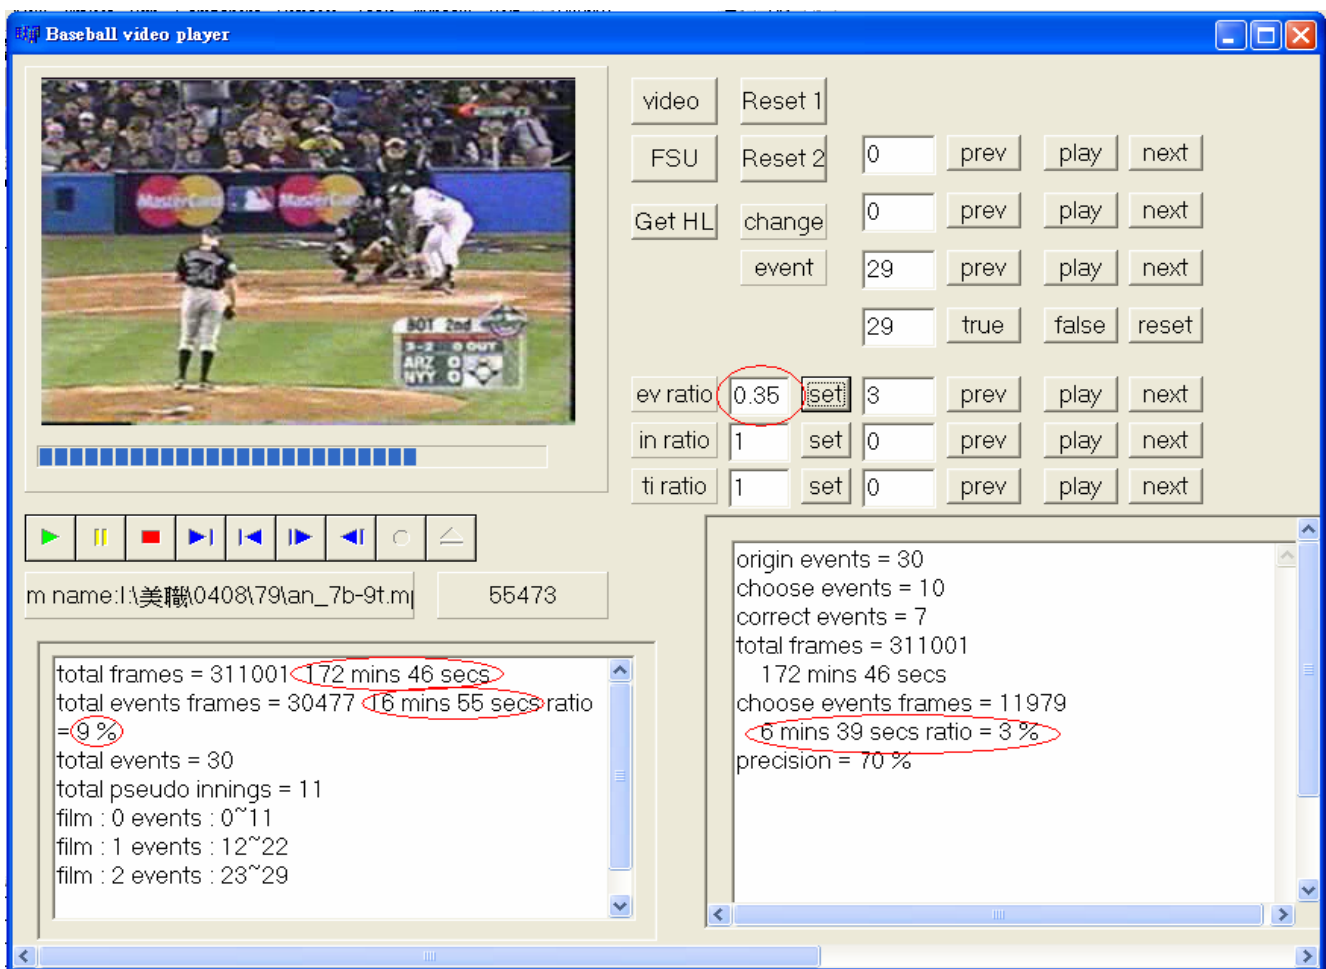 Baseball video player
MasterCard
MasterCard
BOT 2nd
3-2 0 OUT
ARZ 0
NYY 0
video
Reset 1
FSU
Reset 2
0
prev
play
next
Get HL
change
0
prev
play
next
event
29
prev
play
next
29
true
false
reset
ev ratio
0.35
set
3
prev
play
next
in ratio
1
set
0
prev
play
next
ti ratio
1
set
0
prev
play
next
m name:I:\美職\0408\79\an_7b-9t.m
55473
total frames = 311001 172 mins 46 secs
total events frames = 30477 16 mins 55 secs ratio
= 9 %
total events = 30
total pseudo innings = 11
film : 0 events : 0~11
film : 1 events : 12~22
film : 2 events : 23~29
origin events = 30
choose events = 10
correct events = 7
total frames = 311001
172 mins 46 secs
choose events frames = 11979
6 mins 39 secs ratio = 3 %
precision = 70 %